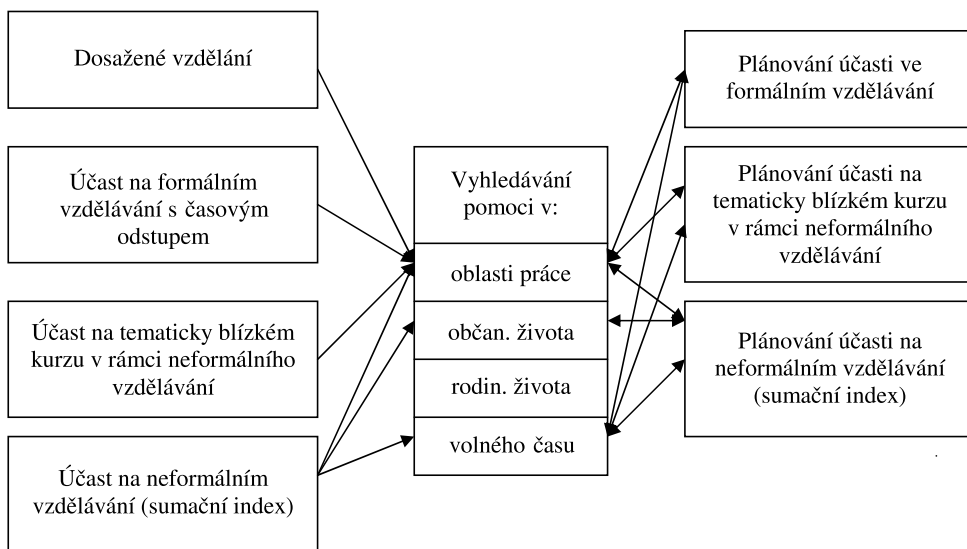 Dosažené vzdělání
Účast na formálním
vzdělávání s časovým
odstupem
Účast na tematicky blízkém
kurzu v rámci neformálního
vzdělávání
Účast na neformálním
vzdělávání (sumační index)
Vyhledávání
pomoci v:
oblasti práce
občan. života
rodin. života
volného času
Plánování účasti ve
formálním vzdělávání
Plánování účasti na
tematicky blízkém kurzu
v rámci neformálního
vzdělávání
Plánování účasti na
neformálním vzdělávání
(sumační index)